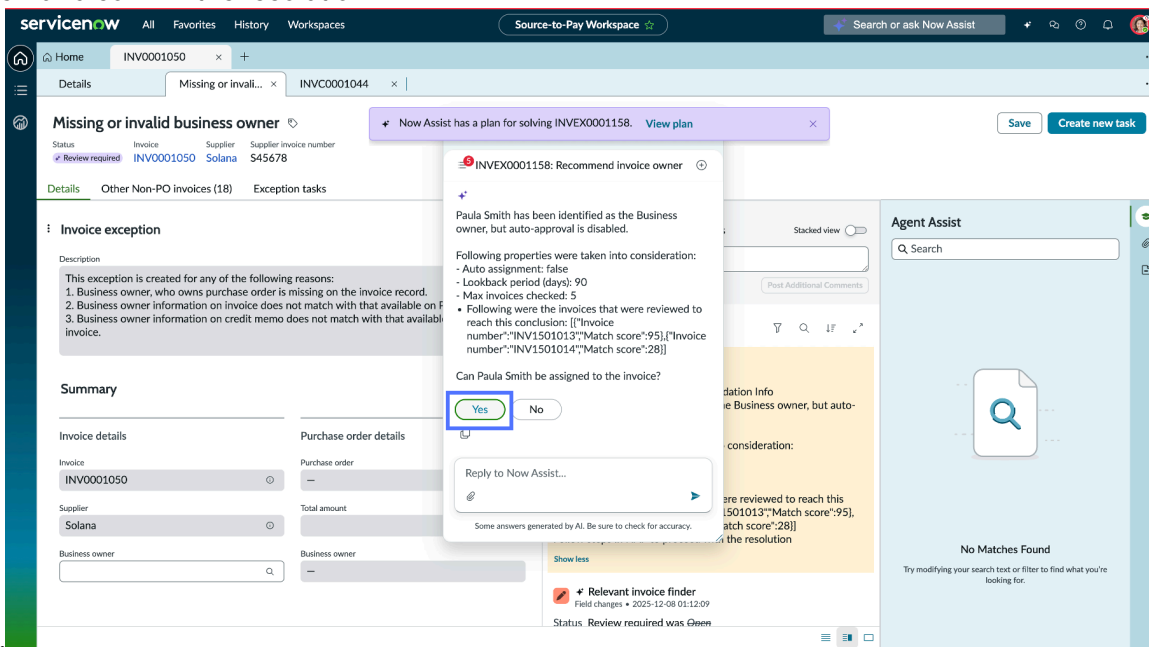 servicenow All Favorites History Workspaces Source-to-Pay Workspace Search or ask Now Assist
Home INV0001050 × +
Details Missing or invali... × INVC0001044 ×
Now Assist has a plan for solving INVEX0001158. View plan ×
Missing or invalid business owner
Save Create new task
Status Invoice Supplier Supplier invoice number
Review required INV0001050 Solana S45678
Details Other Non-PO invoices (18) Exception tasks
Invoice exception
Description
This exception is created for any of the following reasons:
1. Business owner, who owns purchase order is missing on the invoice record.
2. Business owner information on invoice does not match with that available on
3. Business owner information on credit memo does not match with that available
invoice.
Summary
Invoice details Purchase order details
Invoice Purchase order
INV0001050 —
Supplier Total amount
Solana
Business owner Business owner
—
5 INVEX0001158: Recommend invoice owner
Paula Smith has been identified as the Business
owner, but auto-approval is disabled.
Following properties were taken into consideration:
- Auto assignment: false
- Lookback period (days): 90
- Max invoices checked: 5
• Following were the invoices that were reviewed to
reach this conclusion: [{"Invoice
number":"INV1501013","Match score":95},{"Invoice
number":"INV1501014","Match score":28}]
Can Paula Smith be assigned to the invoice?
Yes No
Reply to Now Assist...
Some answers generated by AI. Be sure to check for accuracy.
Stacked view
Post Additional Comments
dation Info
e Business owner, but auto-
consideration:
ere reviewed to reach this
1501013","Match score":95},
atch score":28}]
the resolution
Show less
Relevant invoice finder
Field changes • 2025-12-08 01:12:09
Status Review required was Open
Agent Assist
Search
No Matches Found
Try modifying your search text or filter to find what you're
looking for.